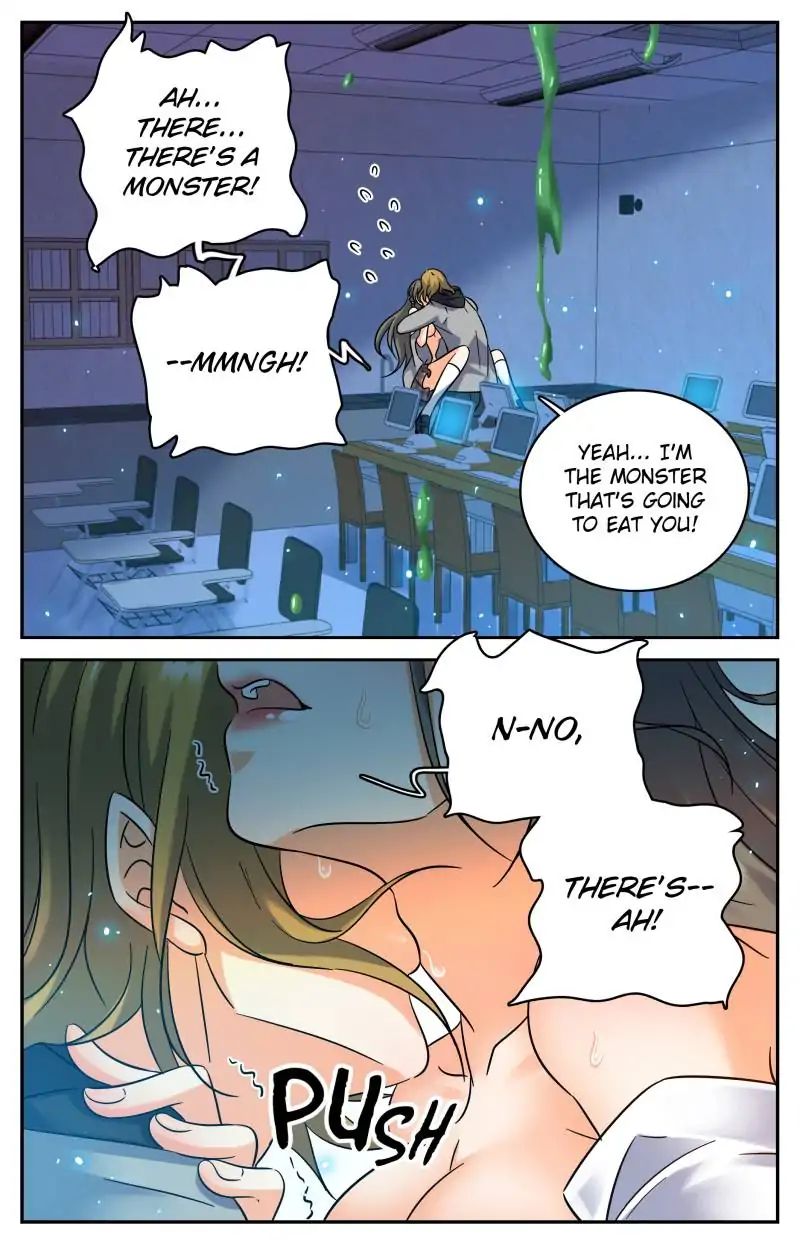 AH...
THERE...
THERE'S A
MONSTER!
--MMNGH!
YEAH... I'M
THE MONSTER
THAT'S GOING
TO EAT YOU!
N-NO,
THERE'S--
AH!
PUSH